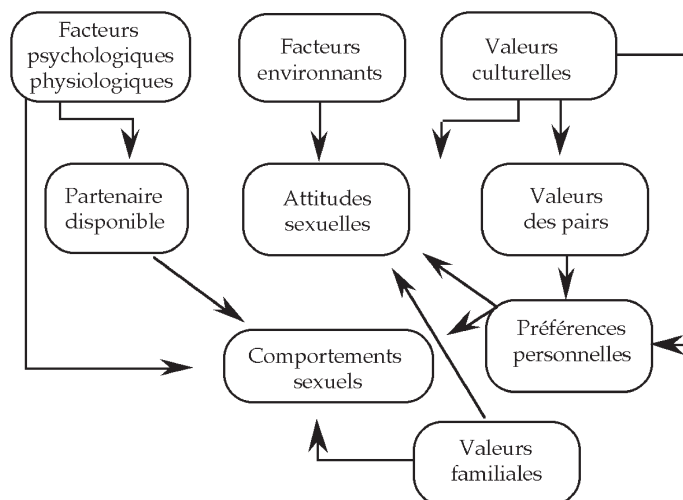 Facteurs
psychologiques
physiologiques
Facteurs
environnants
Valeurs
culturelles
Partenaire
disponible
Attitudes
sexuelles
Valeurs
des pairs
Comportements
sexuels
Préférences
personnelles
Valeurs
familiales